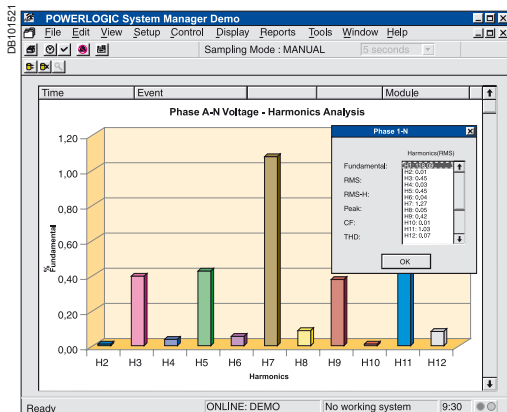 DB101521
POWERLOGIC System Manager Demo
File Edit View Setup Control Display Reports Tools Window Help
Sampling Mode : MANUAL
5 seconds
Time Event Module
Phase A-N Voltage - Harmonics Analysis
1,20
1,00
0,80
0,60
0,40
0,20
0,00
% Fundamental
H2 H3 H4 H5 H6 H7 H8 H9 H10 H11 H12
Harmonics
Phase 1-N
Harmonics(RMS)
Fundamental:
RMS:
RMS-H:
Peak:
CF:
THD:
H2: 0.01
H3: 0.45
H4: 0.03
H5: 0.45
H6: 0.04
H7: 1,27
H8: 0.05
H9: 0,42
H10: 0,01
H11: 1,03
H12: 0,07
OK
Ready
ONLINE: DEMO
No working system
9:30